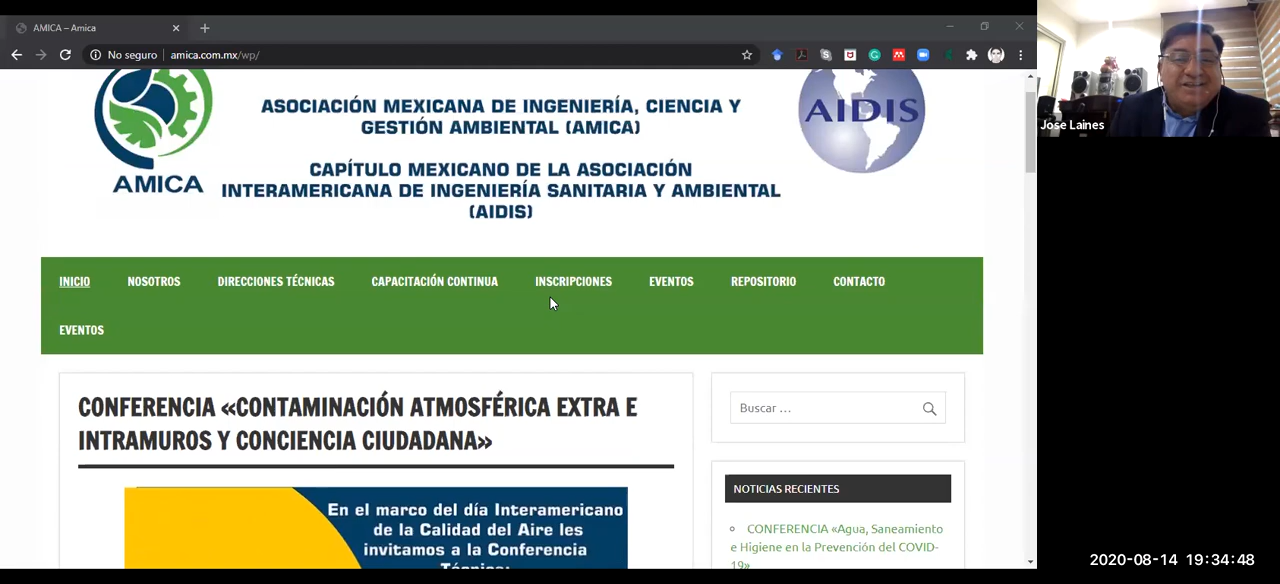 AMICA – Amica
No seguro
amica.com.mx/wp/
AMICA
ASOCIACIÓN MEXICANA DE INGENIERÍA, CIENCIA Y
GESTIÓN AMBIENTAL (AMICA)
CAPÍTULO MEXICANO DE LA ASOCIACIÓN
INTERAMERICANA DE INGENIERÍA SANITARIA Y AMBIENTAL
(AIDIS)
AIDIS
Jose Laines
INICIO NOSOTROS DIRECCIONES TÉCNICAS CAPACITACIÓN CONTINUA INSCRIPCIONES EVENTOS REPOSITORIO CONTACTO
EVENTOS
CONFERENCIA «CONTAMINACIÓN ATMOSFÉRICA EXTRA E
INTRAMUROS Y CONCIENCIA CIUDADANA»
En el marco del día Interamericano
de la Calidad del Aire les
invitamos a la Conferencia
Técnica:
Buscar …
NOTICIAS RECIENTES
CONFERENCIA «Agua, Saneamiento
e Higiene en la Prevención del COVID-
19»
2020-08-14 19:34:48